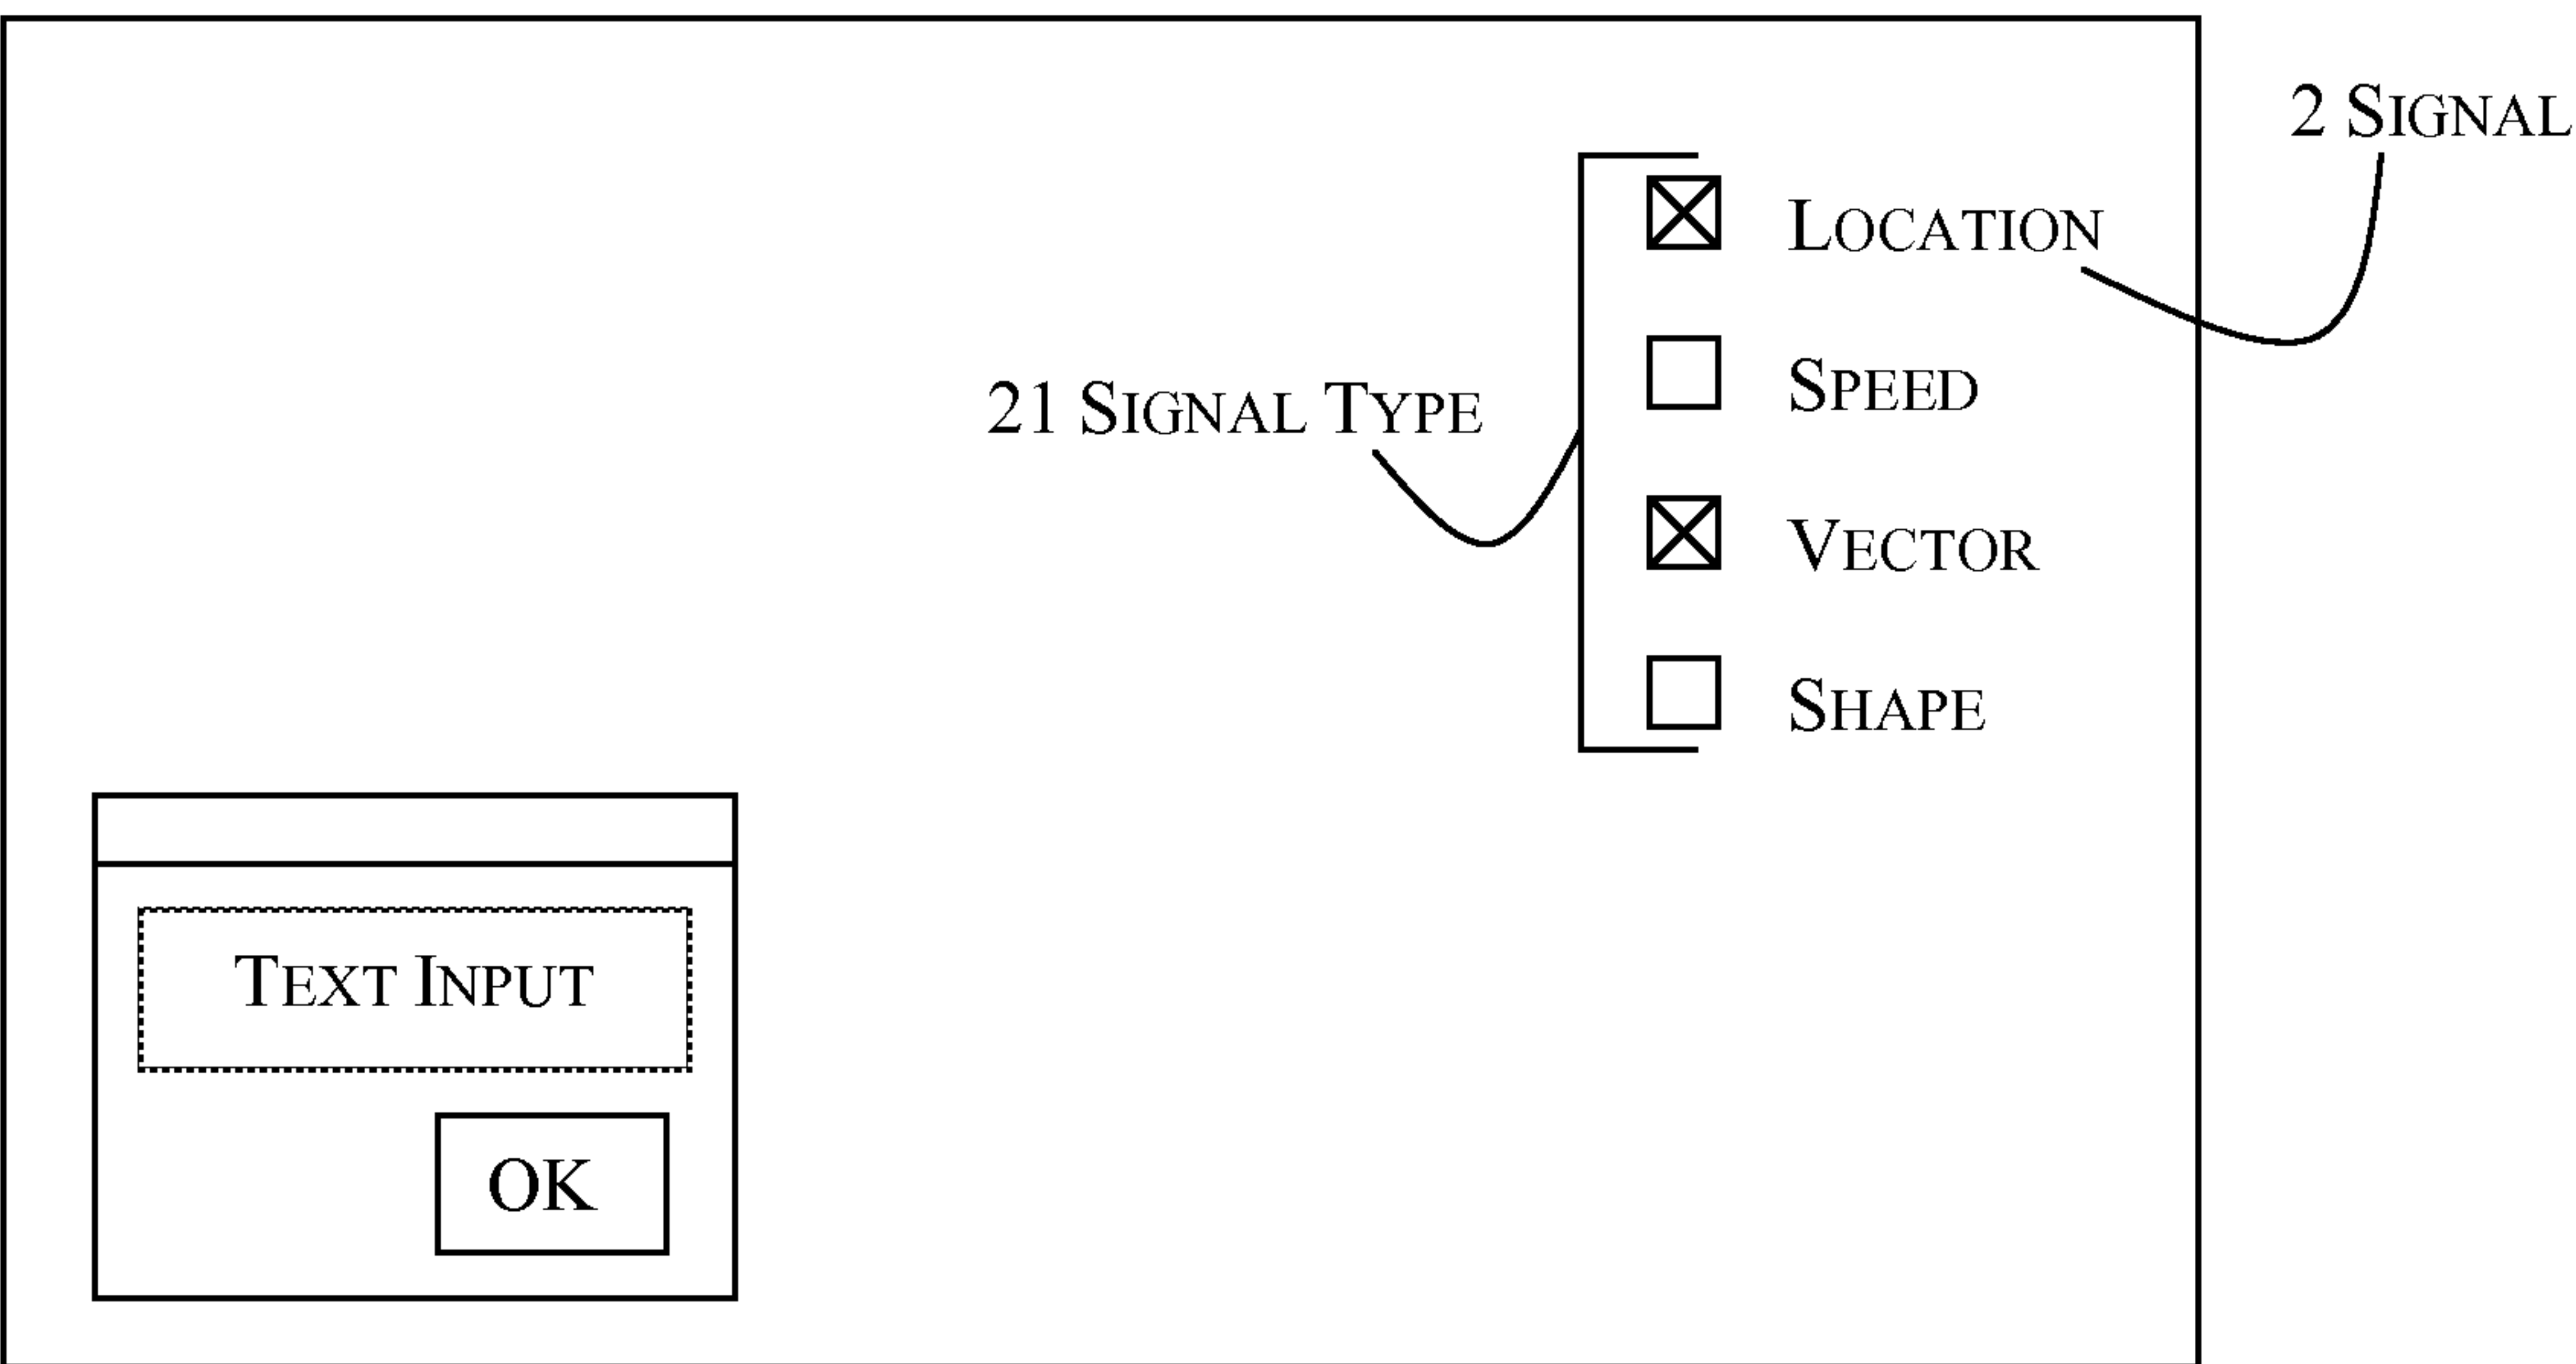 2 SIGNAL
LOCATION
SPEED
21 SIGNAL TYPE
VECTOR
SHAPE
TEXT INPUT
OK